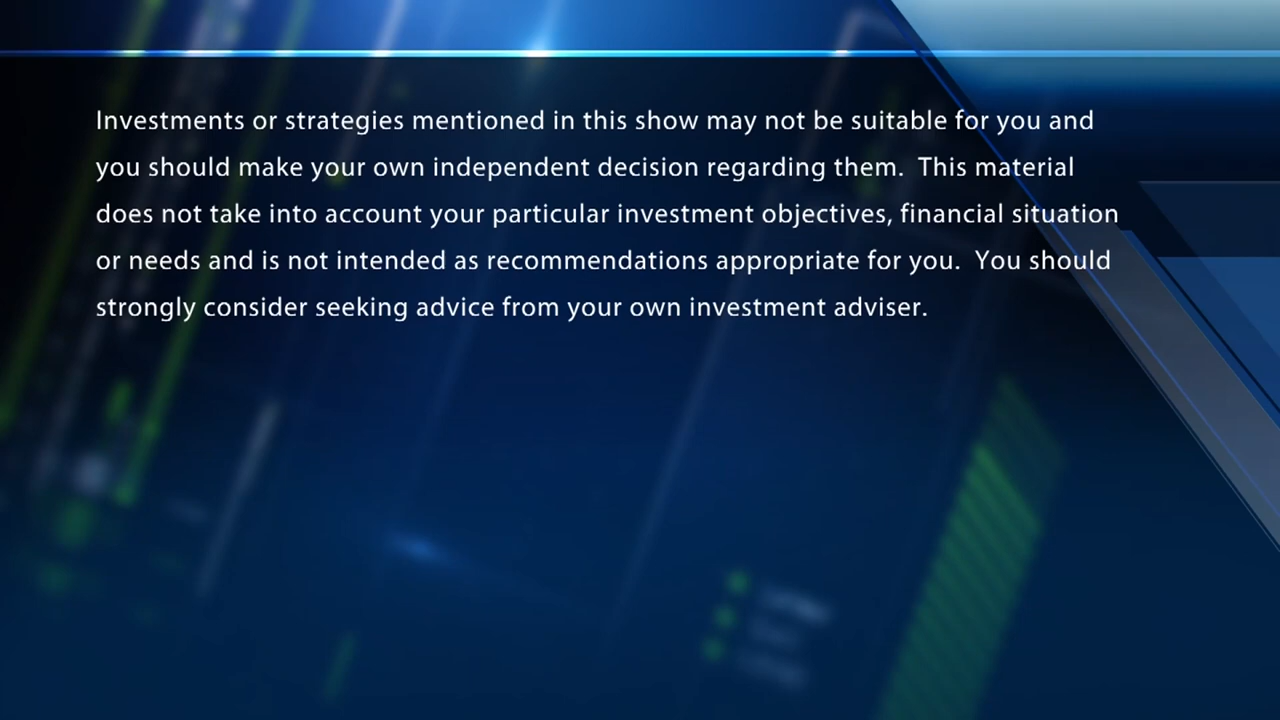 Investments or strategies mentioned in this show may not be suitable for you and
you should make your own independent decision regarding them.  This material
does not take into account your particular investment objectives, financial situation
or needs and is not intended as recommendations appropriate for you.  You should
strongly consider seeking advice from your own investment adviser.